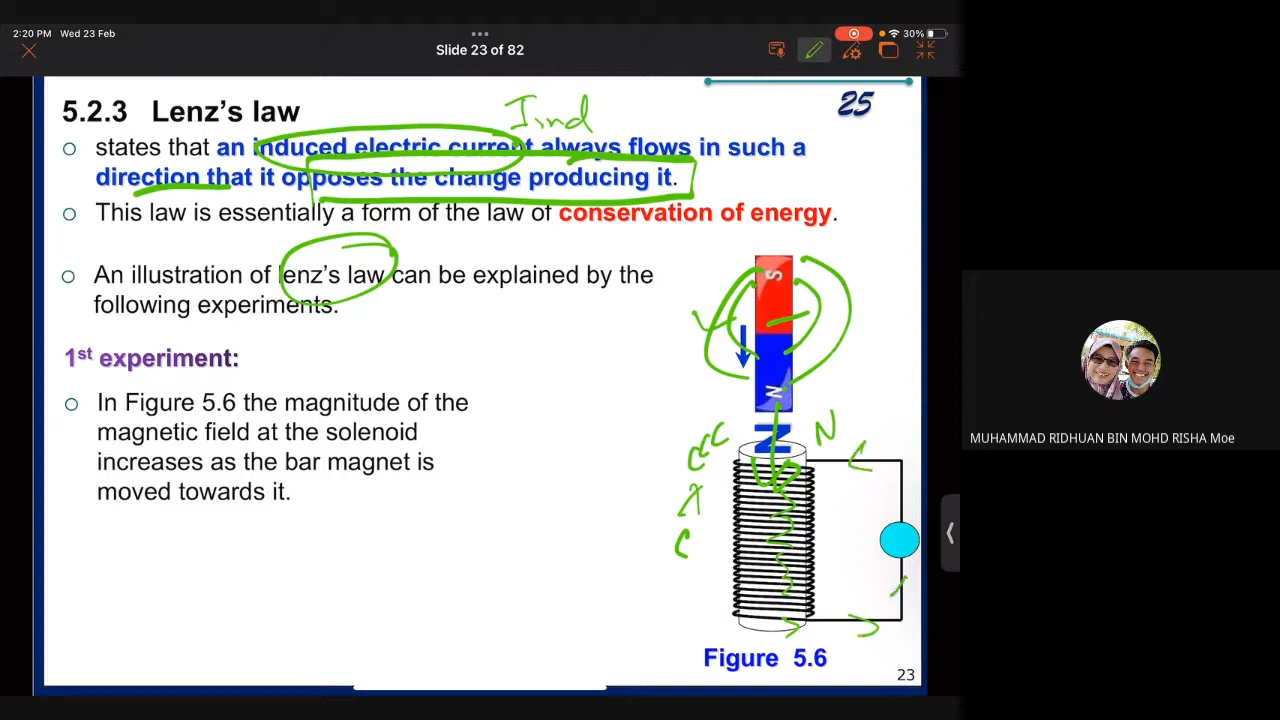 2:20 PM Wed 23 Feb
30%
Slide 23 of 82
25
5.2.3 Lenz's law
Ind
states that an induced electric current always flows in such a
direction that it opposes the change producing it.
This law is essentially a form of the law of conservation of energy.
An illustration of lenz's law can be explained by the
following experiments.
1st experiment:
In Figure 5.6 the magnitude of the
magnetic field at the solenoid
increases as the bar magnet is
moved towards it.
S
N
N
N
Figure 5.6
23
MUHAMMAD RIDHUAN BIN MOHD RISHA Moe